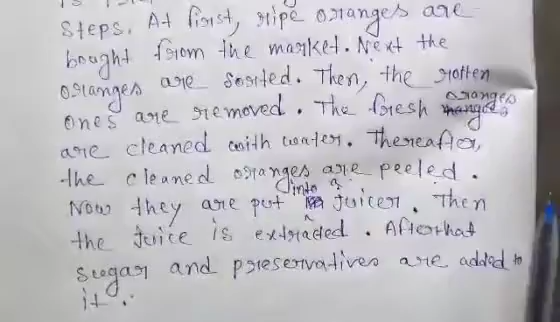 steps. At first, ripe oranges are
bought from the market. Next the
oranges are sorted. Then, the rotten
ones are removed. The fresh oranges
are cleaned with water. Thereafter,
the cleaned oranges are peeled.
Now they are put into a juicer. Then
the juice is extracted. Afterthat
sugar and preservatives are added to
it.